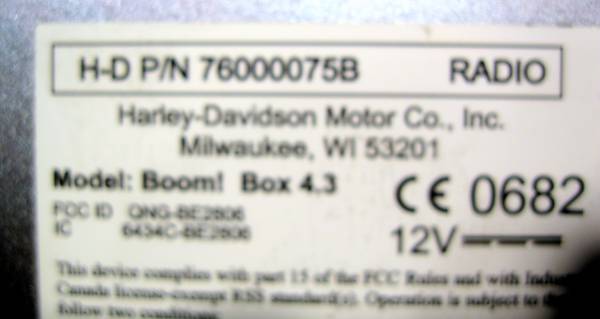 H-D P/N 76000075B RADIO
Harley-Davidson Motor Co., Inc.
Milwaukee, WI 53201
Model: Boom! Box 4.3
CE 0682
FCC ID QNG-BE2806
IC 6434C-BE2806
12V
This device complies with part 15 of the FCC Rules and with
Canada license-exempt RSS standard(s). Operation is subject to
follow two conditions